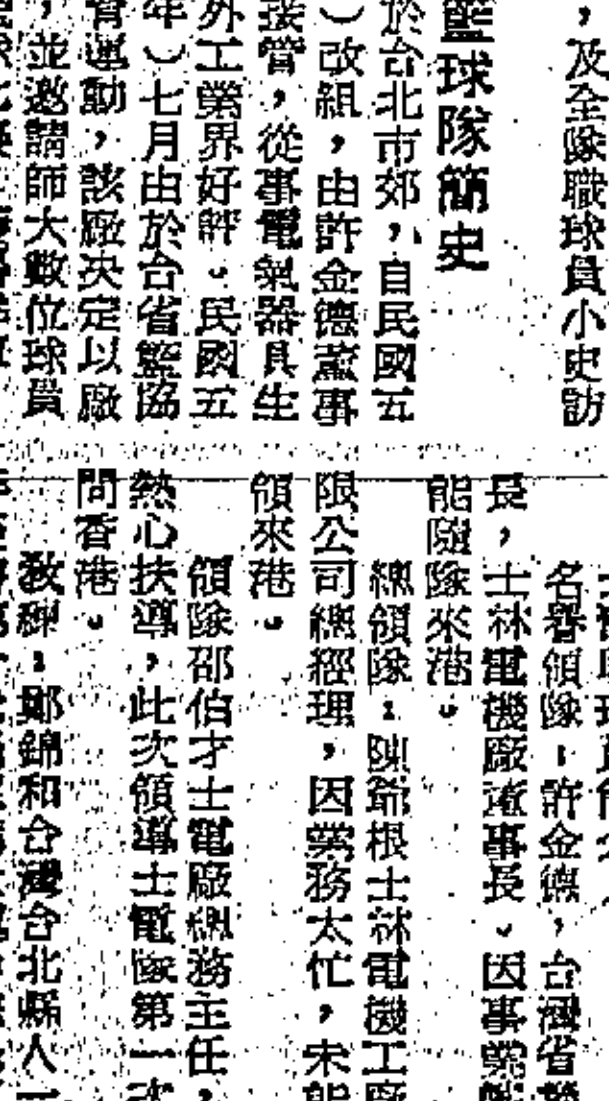 ，及全隊職球員小史訪
籃球隊簡史
於台北市郊，自民國五
）改組，由許金德董事
接管，從事電氣器具生
外工業界好評。民國五
年）七月由於台省籃協
育運動，該廠決定以廠
，並邀請師大數位球員
名譽領隊：許金德，台灣省
長，士林電機廠董事長。因事業
能隨隊來港。
總領隊：陳爺根士林電機工廠
限公司總經理，因業務太忙，未能
領來港。
領隊邵伯才士電廠總務主任，
熱心扶導，此次領導士電隊第一次
問香港。
教練：鄭錦和台灣台北縣人